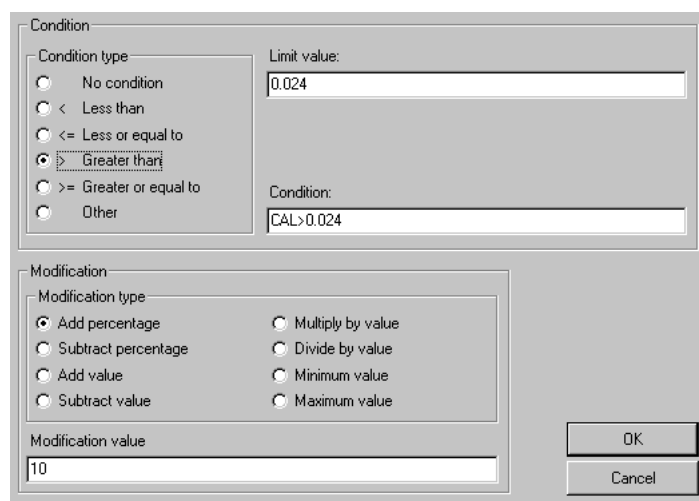 Condition
Condition type
No condition
< Less than
<= Less or equal to
> Greater than
>= Greater or equal to
Other
Limit value:
0.024
Condition:
CAL>0.024
Modification
Modification type
Add percentage
Subtract percentage
Add value
Subtract value
Multiply by value
Divide by value
Minimum value
Maximum value
Modification value
10
OK
Cancel